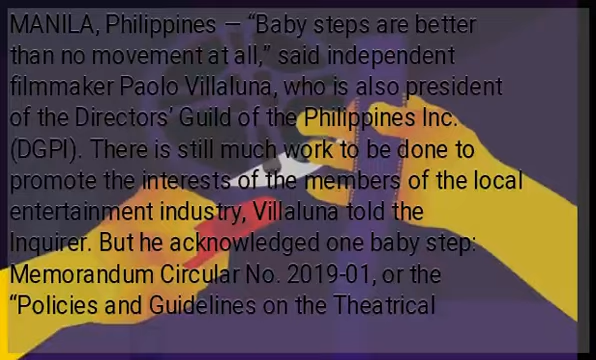 MANILA, Philippines — “Baby steps are better
than no movement at all,” said independent
filmmaker Paolo Villaluna, who is also president
of the Directors’ Guild of the Philippines Inc.
(DGPI). There is still much work to be done to
promote the interests of the members of the local
entertainment industry, Villaluna told the
Inquirer. But he acknowledged one baby step:
Memorandum Circular No. 2019-01, or the
“Policies and Guidelines on the Theatrical